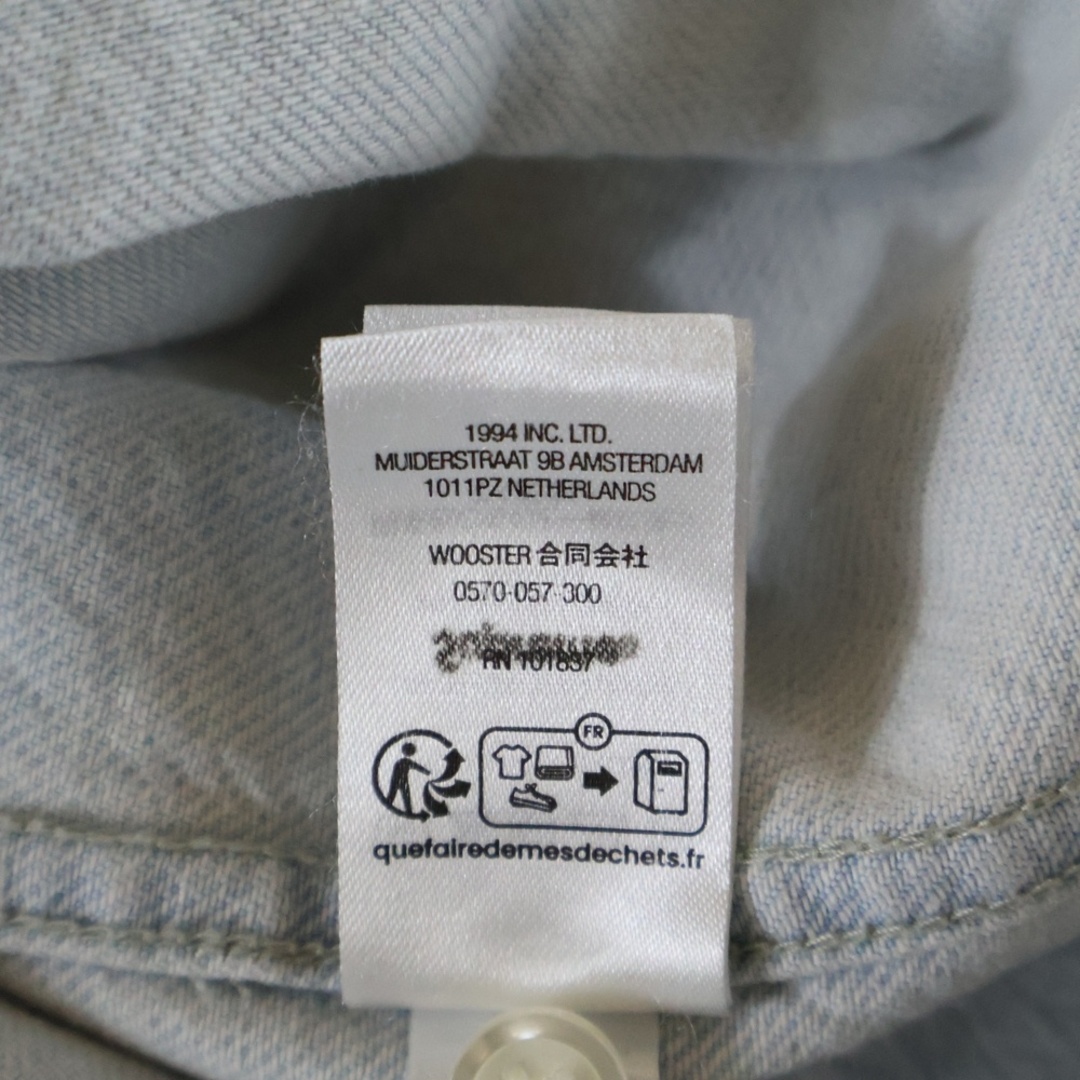 1994 INC. LTD.
MUIDERSTRAAT 9B AMSTERDAM
1011PZ NETHERLANDS
WOOSTER 合同会社
0570-057-300
RN 101837
FR
quefairedemesdechets.fr